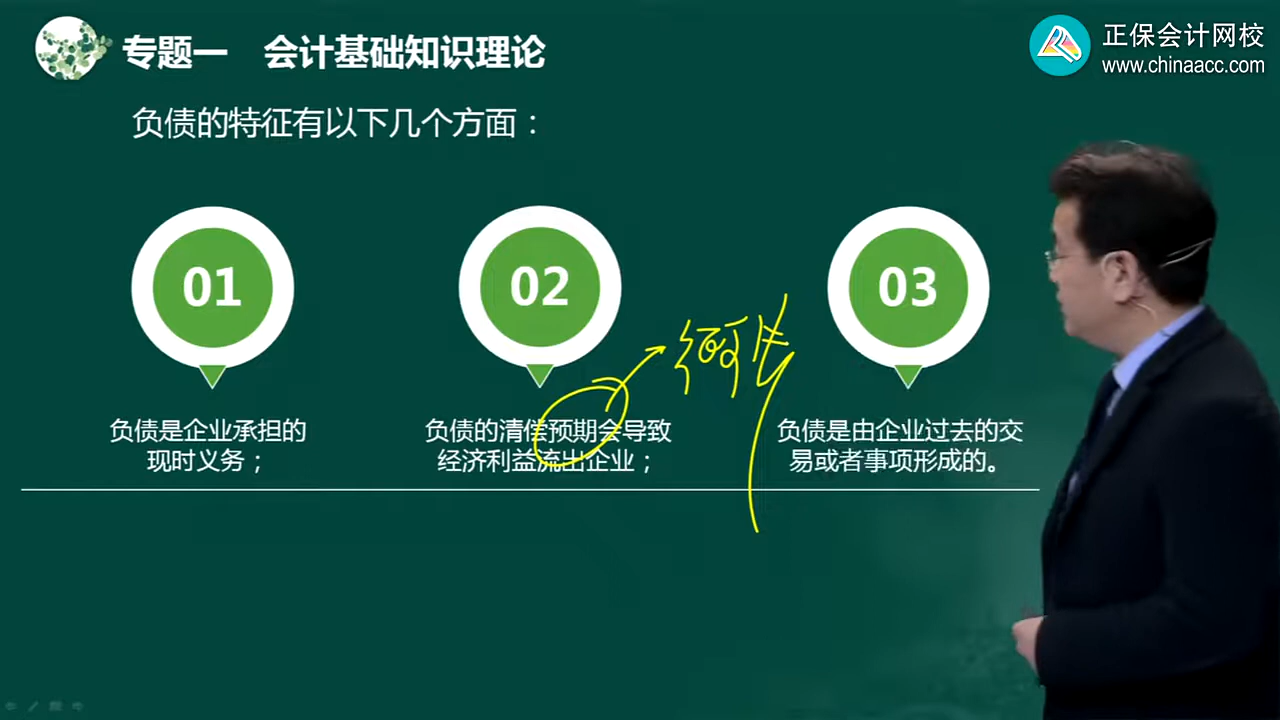 专题一 会计基础知识理论
正保会计网校
www.chinaacc.com
负债的特征有以下几个方面：
01
02
03
负债是企业承担的
现时义务；
负债的清偿预期会导致
经济利益流出企业；
负债是由企业过去的交
易或者事项形成的。